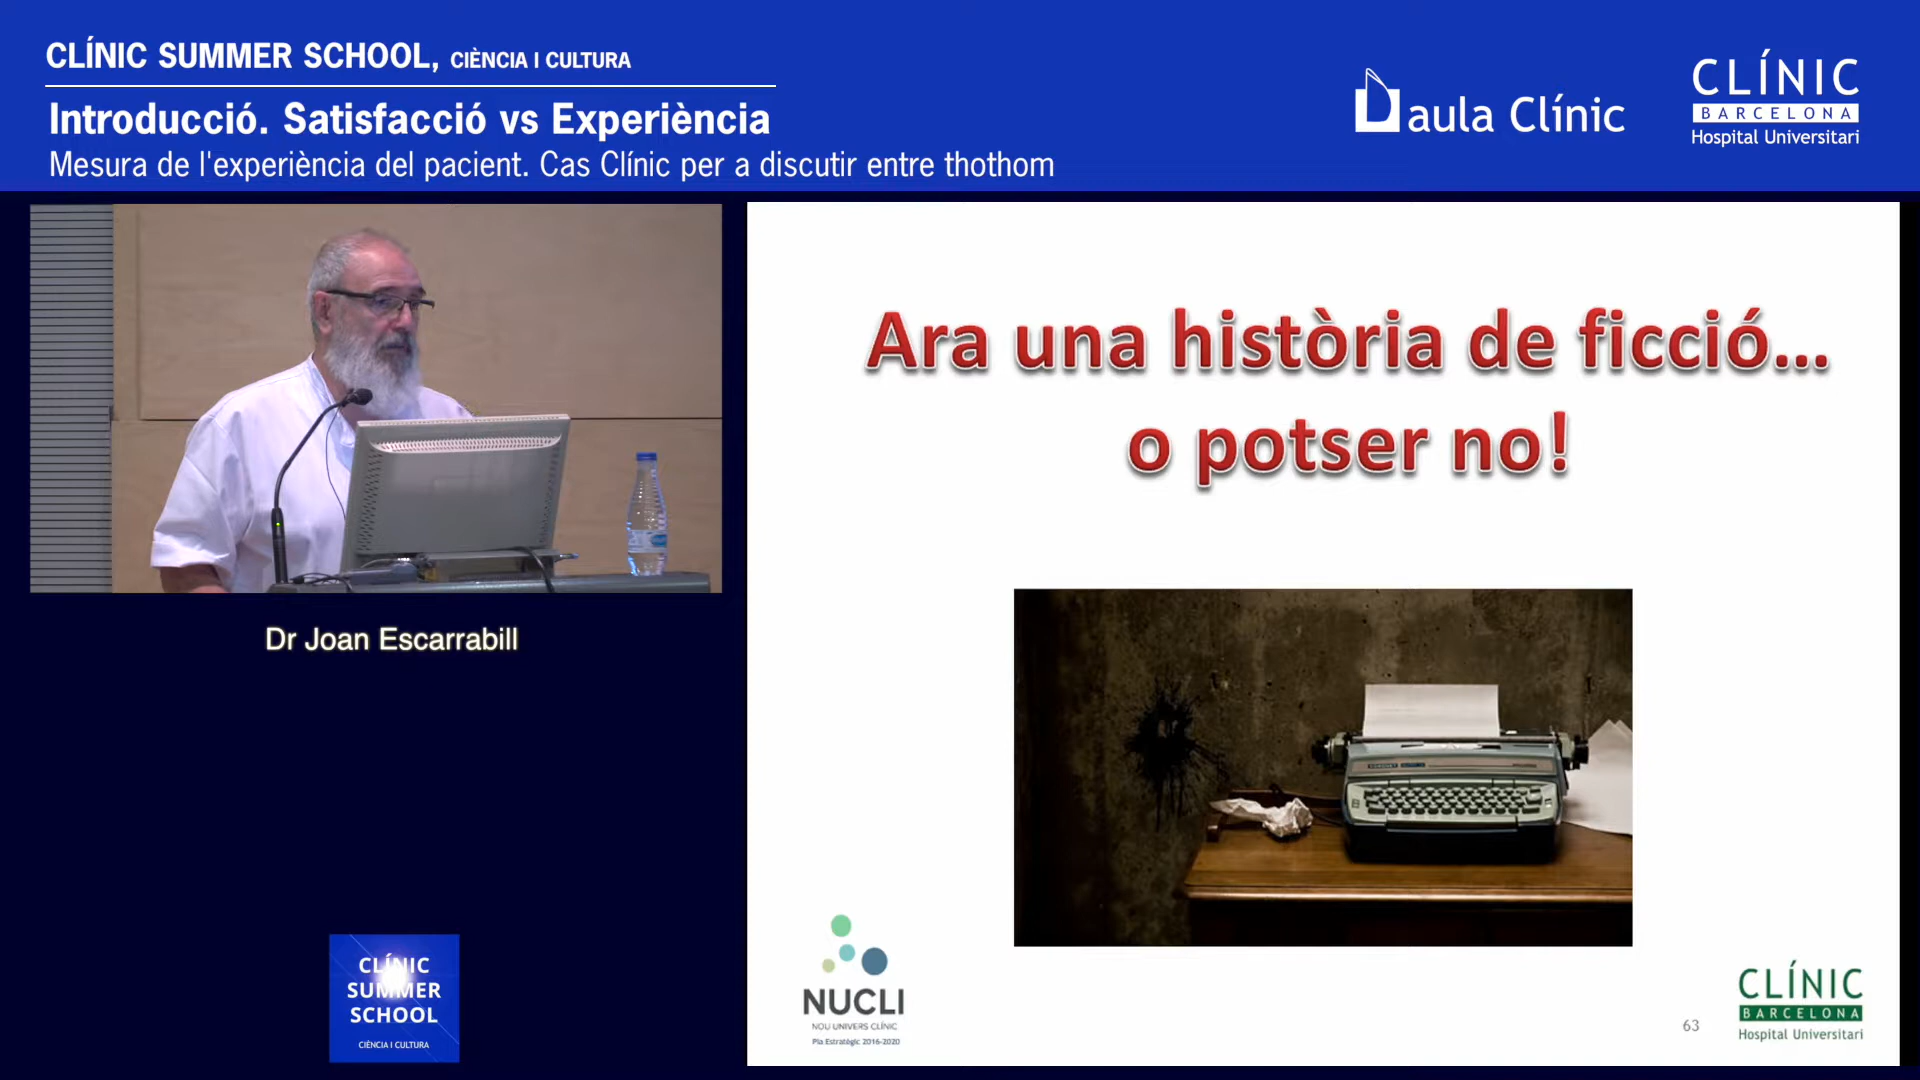 CLÍNIC SUMMER SCHOOL, CIÈNCIA I CULTURA
Introducció. Satisfacció vs Experiència
Mesura de l'experiència del pacient. Cas Clínic per a discutir entre thothom
aula Clínic
CLÍNIC
BARCELONA
Hospital Universitari
Dr Joan Escarrabill
CLÍNIC
SUMMER
SCHOOL
CIÈNCIA I CULTURA
Ara una història de ficció...
o potser no!
NUCLI
NOU UNIVERS CLÍNIC
Pla Estratègic 2016-2020
63
CLÍNIC
BARCELONA
Hospital Universitari